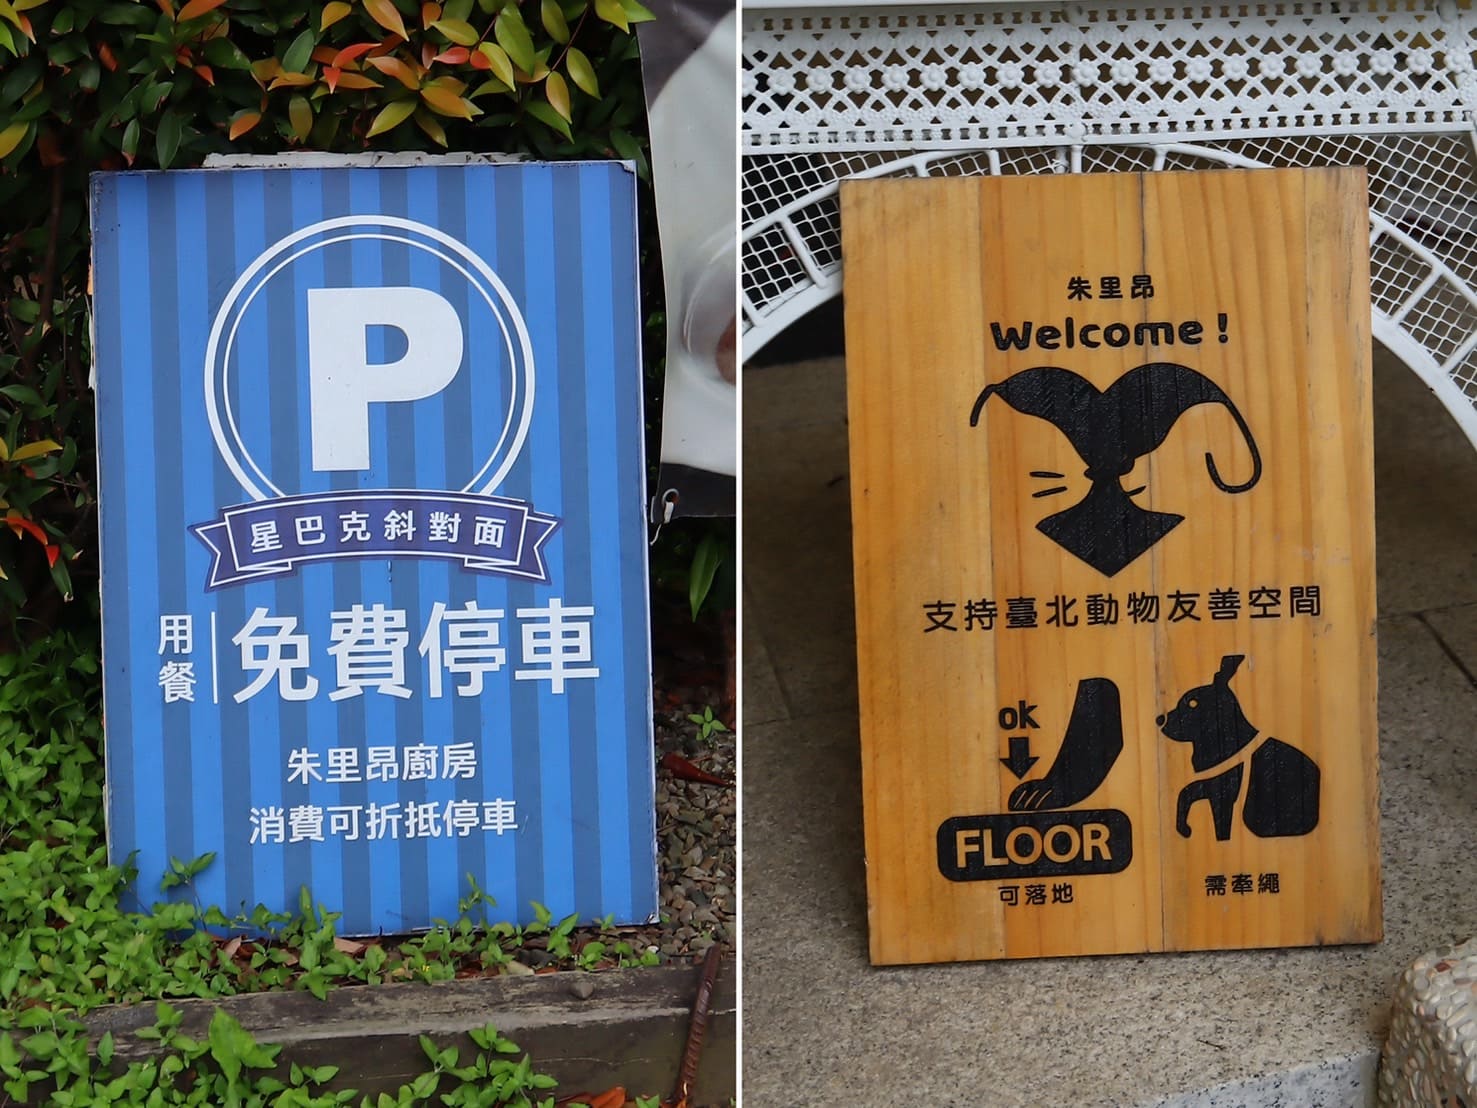 P
星巴克斜對面
用餐 免費停車
朱里昂廚房
消費可折抵停車
朱里昂
Welcome!
支持臺北動物友善空間
ok
FLOOR
可落地
需牽繩